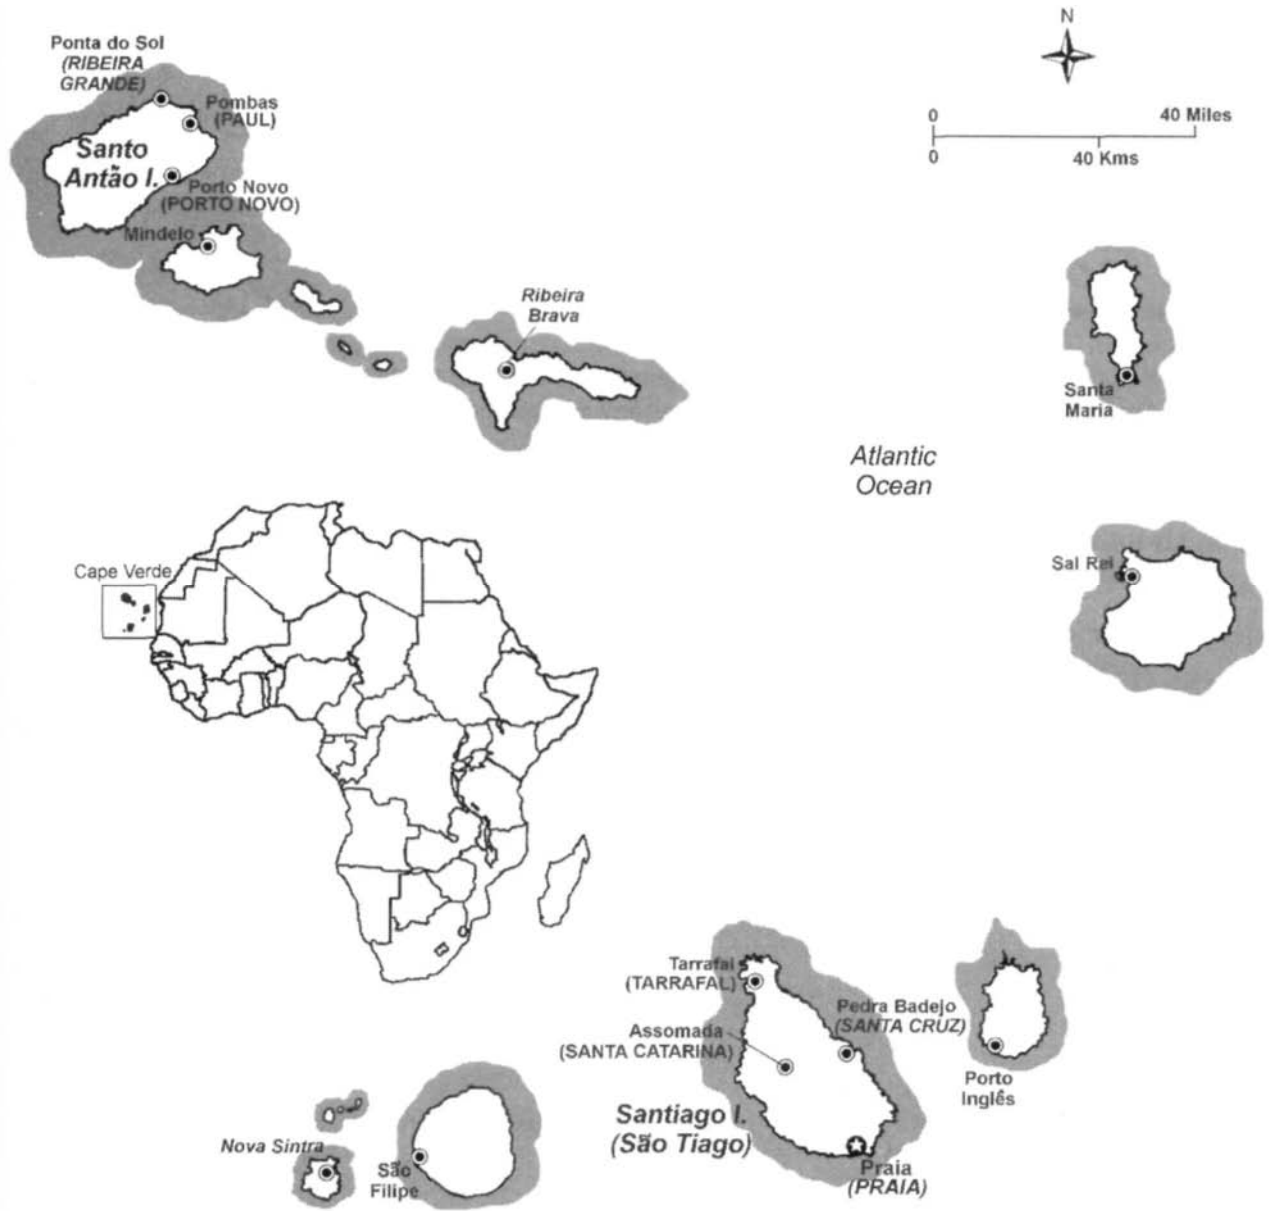 N
0 40 Miles
0 40 Kms
Ponta do Sol
(RIBEIRA
GRANDE)
Pombas
(PAUL)
Santo
Antão I.
Porto Novo
(PORTO NOVO)
Mindelo
Ribeira
Brava
Santa
Maria
Atlantic
Ocean
Sal Rei
Cape Verde
Tarrafal
(TARRAFAL)
Pedra Badejo
(SANTA CRUZ)
Assomada
(SANTA CATARINA)
Porto
Inglês
Santiago I.
(São Tiago)
Nova Sintra
São
Filipe
Praia
(PRAIA)